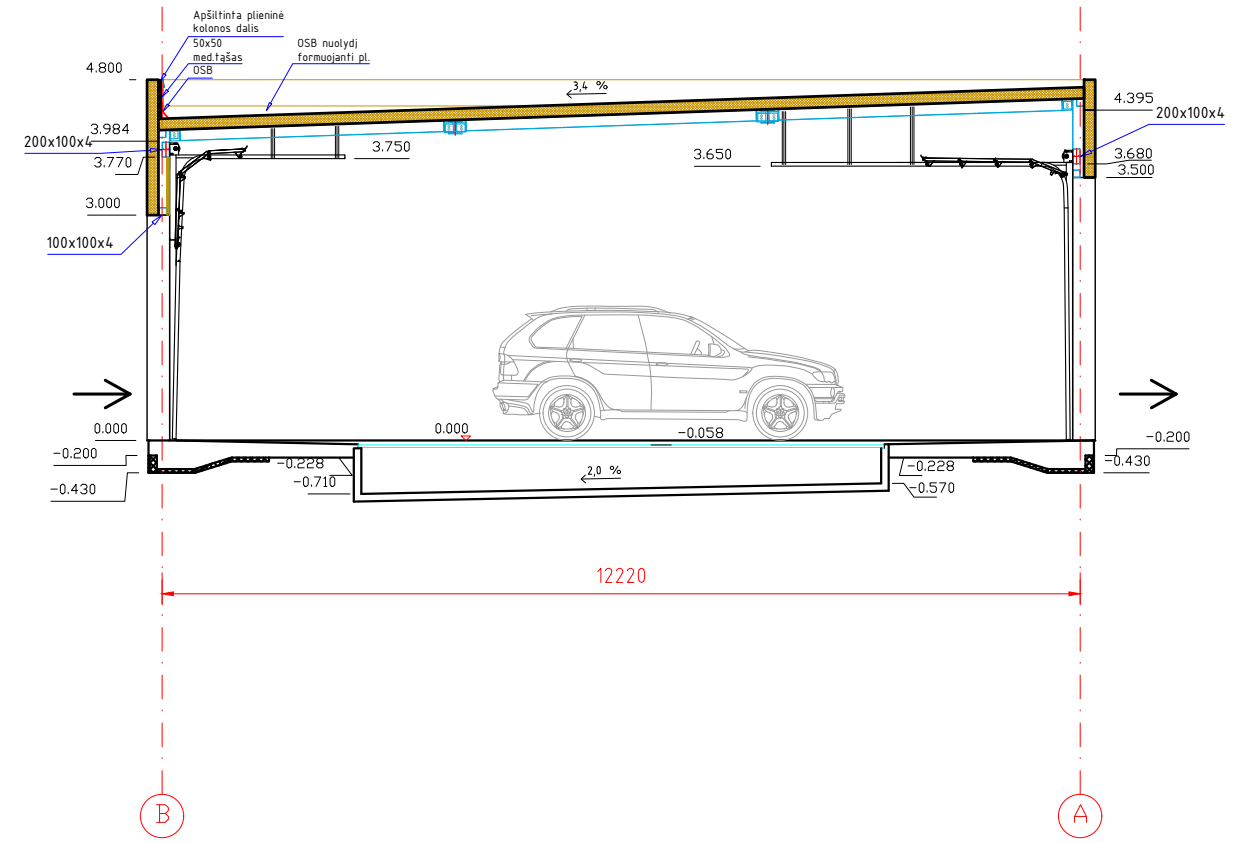 Apšiltinta plieninė
kolonos dalis
50x50
med.tąšas
OSB
OSB nuolydį
formuojanti pl.
4.800
3,4 %
4.395
200x100x4
3.984
200x100x4
3.770
3.750
3.650
3.680
3.500
3.000
100x100x4
0.000
0.000
-0.058
-0.200
-0.200
-0.228
-0.228
-0.430
-0.430
-0.710
2,0 %
-0.570
12220
B
A